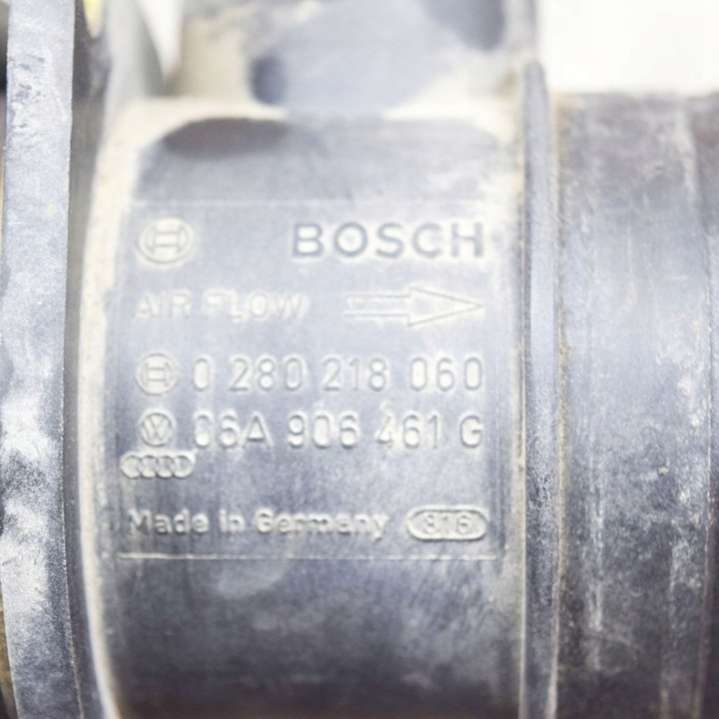 BOSCH
AIR FLOW
0 280 218 060
06A 906 461 G
Made in Germany 816